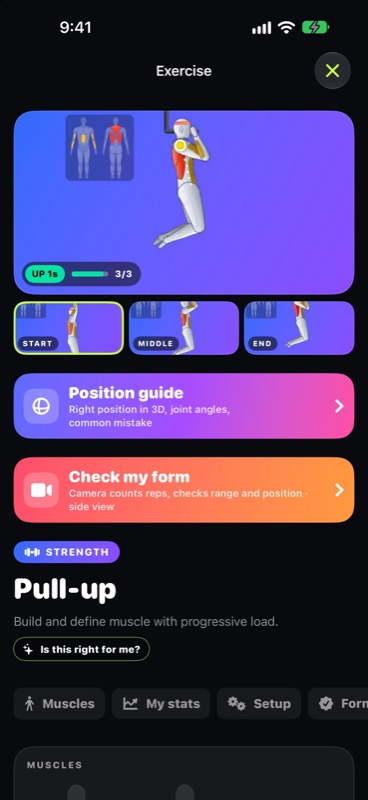 9:41
Exercise
UP 1s 3/3
START MIDDLE END
Position guide
Right position in 3D, joint angles,
common mistake
Check my form
Camera counts reps, checks range and position ·
side view
STRENGTH
Pull-up
Build and define muscle with progressive load.
Is this right for me?
Muscles My stats Setup Form
MUSCLES